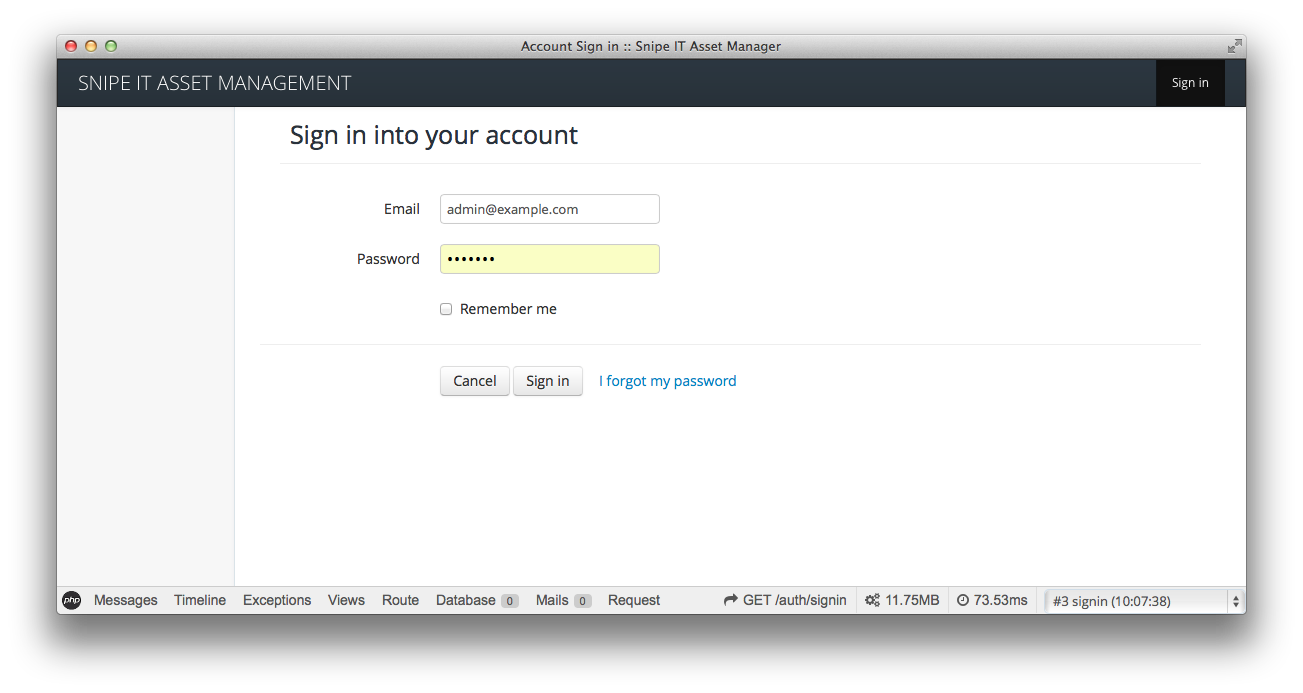 Account Sign in :: Snipe IT Asset Manager
SNIPE IT ASSET MANAGEMENT
Sign in
Sign in into your account
Email admin@example.com
Password •••••••
Remember me
Cancel Sign in I forgot my password
php Messages Timeline Exceptions Views Route Database 0 Mails 0 Request GET /auth/signin 11.75MB 73.53ms #3 signin (10:07:38)